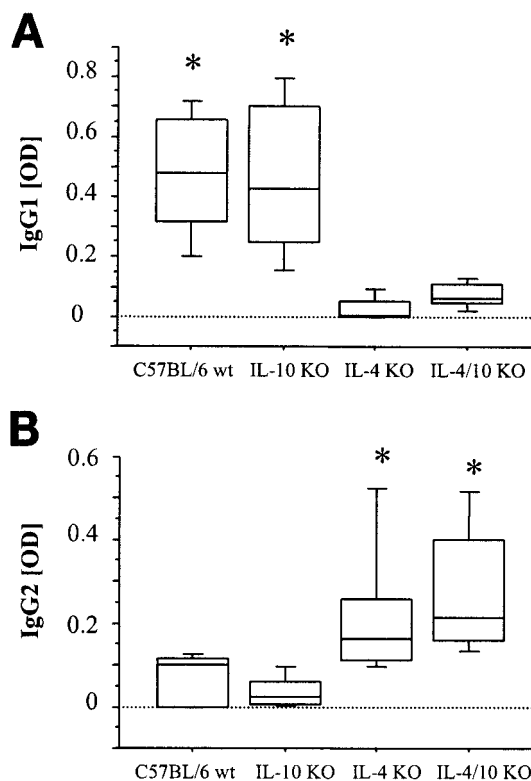 A
IgG1 [OD]
0.8
0.6
0.4
0.2
0
*
*
C57BL/6 wt IL-10 KO IL-4 KO IL-4/10 KO
B
IgG2 [OD]
0.6
0.4
0.2
0
*
*
C57BL/6 wt IL-10 KO IL-4 KO IL-4/10 KO